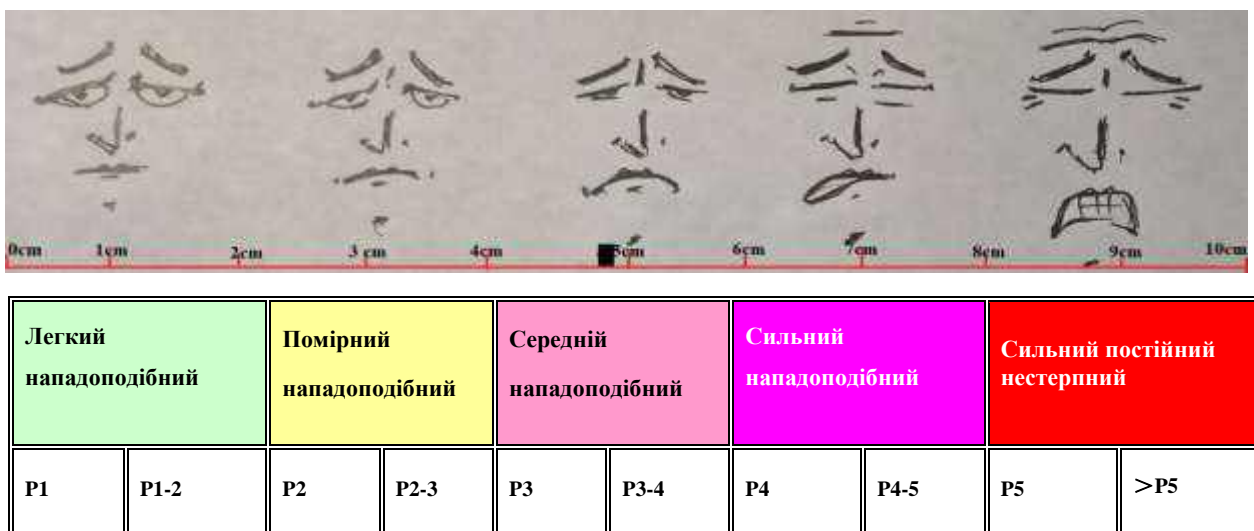 0cm 1cm 2cm 3 cm 4cm 5cm 6cm 7cm 8cm 9cm 10cm
Легкий
нападоподібний
Помірний
нападоподібний
Середній
нападоподібний
Сильний
нападоподібний
Сильний постійний
нестерпний
P1 P1-2 P2 P2-3 P3 P3-4 P4 P4-5 P5 >P5